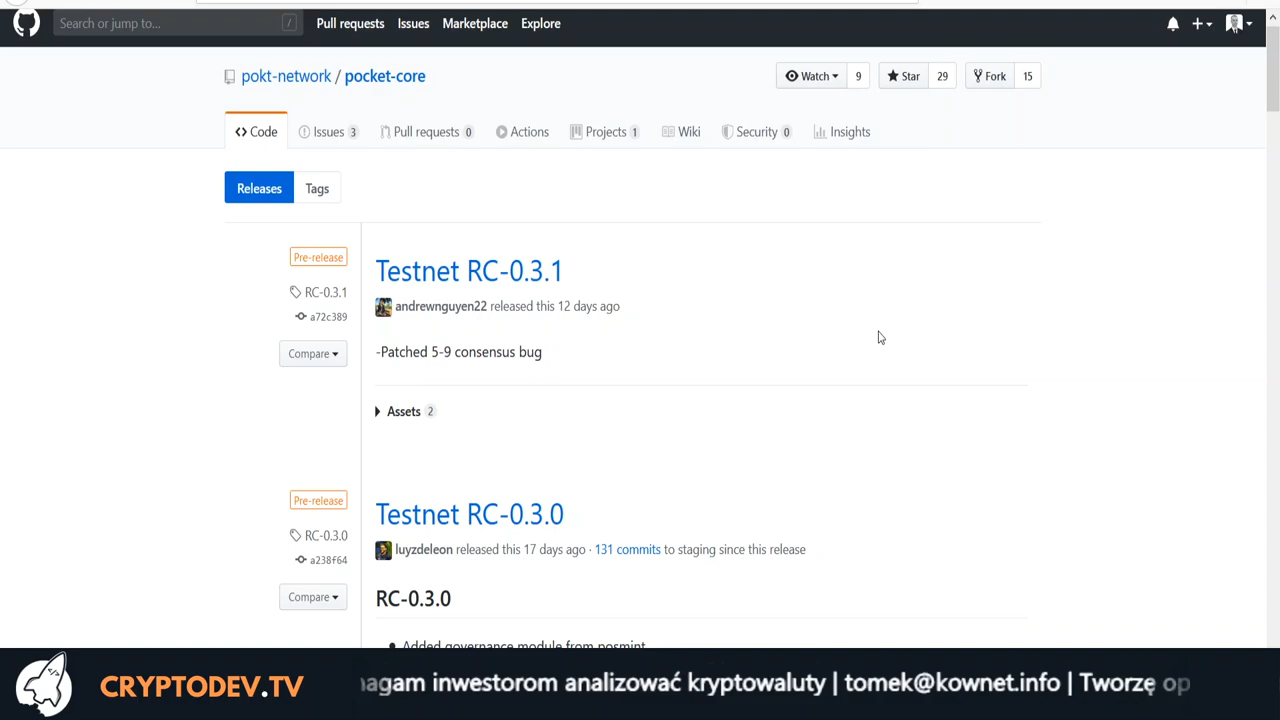 Search or jump to... /
Pull requests Issues Marketplace Explore
pokt-network / pocket-core
Watch 9 Star 29 Fork 15
Code Issues 3 Pull requests 0 Actions Projects 1 Wiki Security 0 Insights
Releases Tags
Pre-release
RC-0.3.1
a72c389
Compare
Testnet RC-0.3.1
andrewnguyen22 released this 12 days ago
-Patched 5-9 consensus bug
Assets 2
Pre-release
RC-0.3.0
a238f64
Compare
Testnet RC-0.3.0
luyzdeleon released this 17 days ago · 131 commits to staging since this release
RC-0.3.0
Added governance module from posmint
CRYPTODEV.TV
inwestorom analizować kryptowaluty | tomek@kownet.info | Tworzę